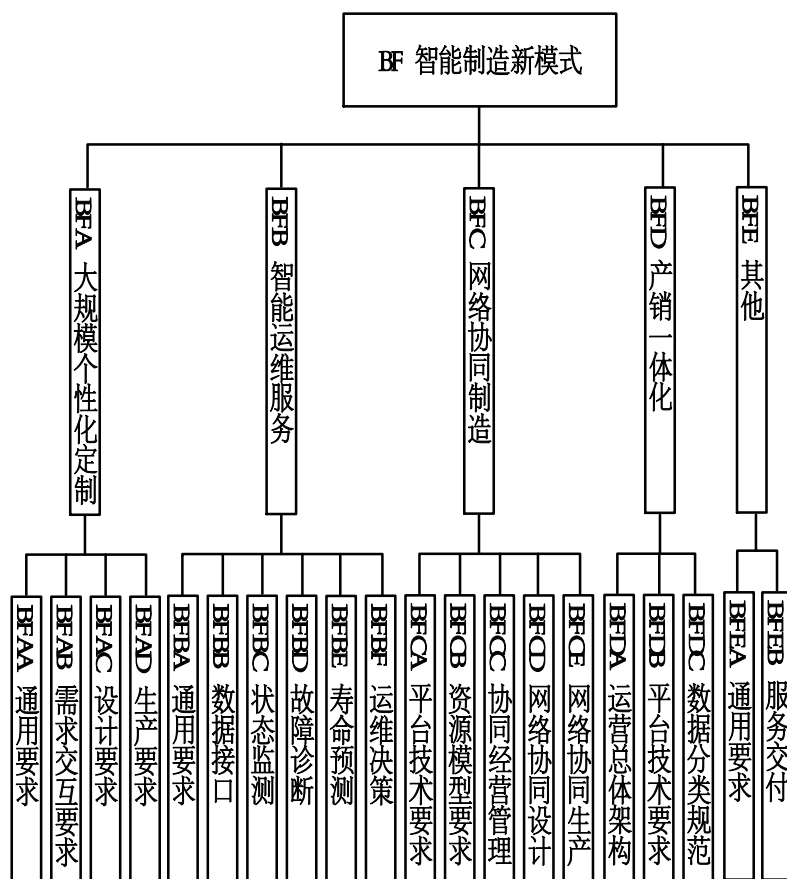 BF 智能制造新模式
BFA 大规模个性化定制
BFB 智能运维服务
BFC 网络协同制造
BFD 产销一体化
BFE 其他
BFAA 通用要求
BFAB 需求交互要求
BFAC 设计要求
BFAD 生产要求
BFBA 通用要求
BFBB 数据接口
BFBC 状态监测
BFBD 故障诊断
BFBE 寿命预测
BFBF 运维决策
BFCA 平台技术要求
BFCB 资源模型要求
BFCC 协同经营管理
BFCD 网络协同设计
BFCE 网络协同生产
BFDA 运营总体架构
BFDB 平台技术要求
BFDC 数据分类规范
BFEA 通用要求
BFEB 服务交付